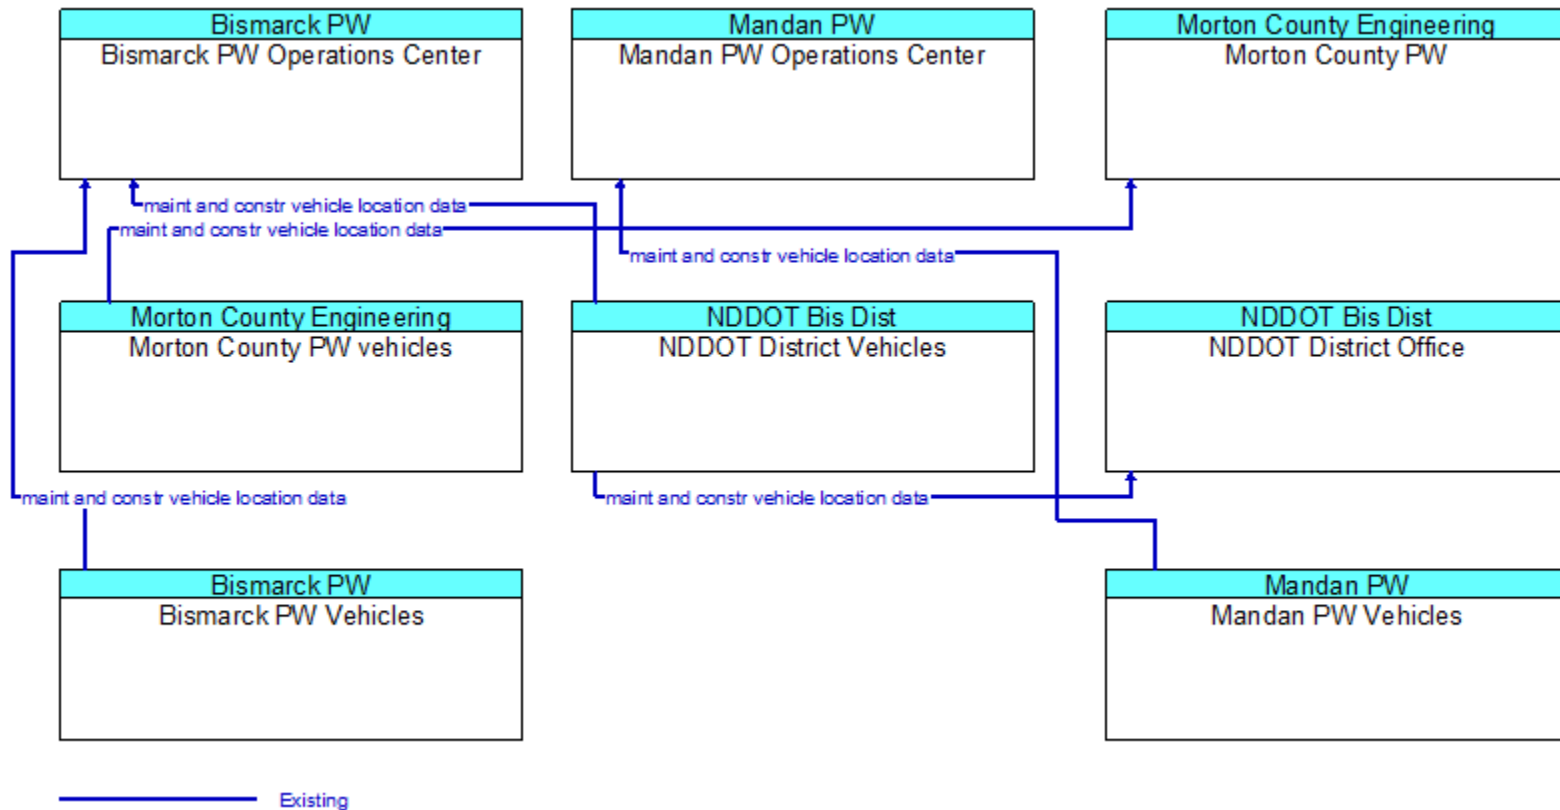 Bismarck PW
Bismarck PW Operations Center
Mandan PW
Mandan PW Operations Center
Morton County Engineering
Morton County PW
maint and constr vehicle location data
maint and constr vehicle location data
maint and constr vehicle location data
Morton County Engineering
Morton County PW vehicles
NDDOT Bis Dist
NDDOT District Vehicles
NDDOT Bis Dist
NDDOT District Office
maint and constr vehicle location data
maint and constr vehicle location data
Bismarck PW
Bismarck PW Vehicles
Mandan PW
Mandan PW Vehicles
Existing